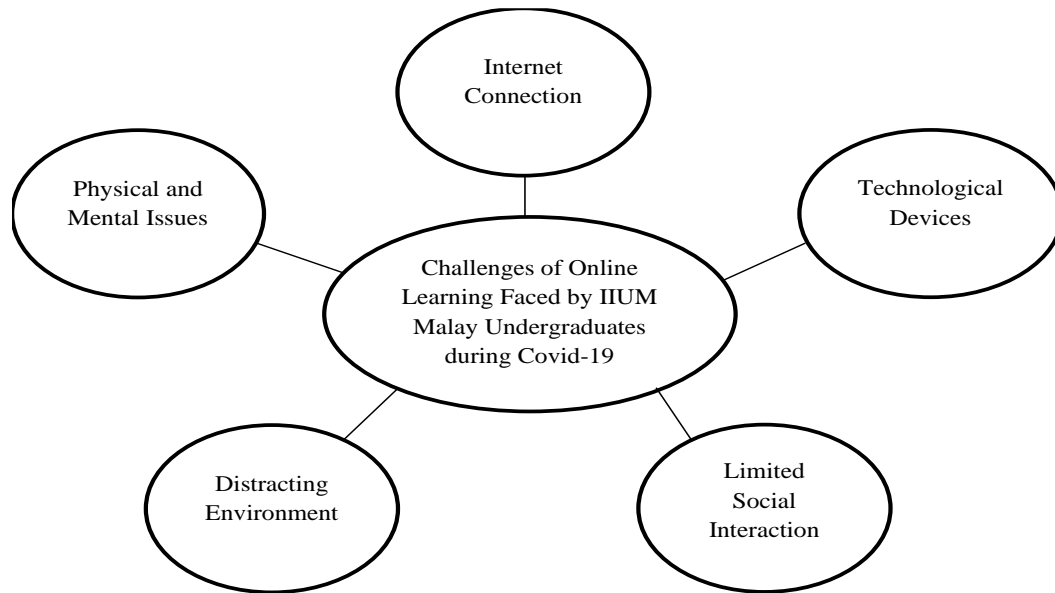 Internet
Connection
Physical and
Mental Issues
Technological
Devices
Challenges of Online
Learning Faced by IIUM
Malay Undergraduates
during Covid-19
Distracting
Environment
Limited
Social
Interaction